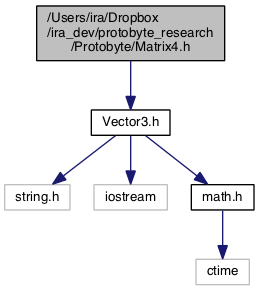 /Users/ira/Dropbox
/ira_dev/protobyte_research
/Protobyte/Matrix4.h
Vector3.h
string.h
iostream
math.h
ctime